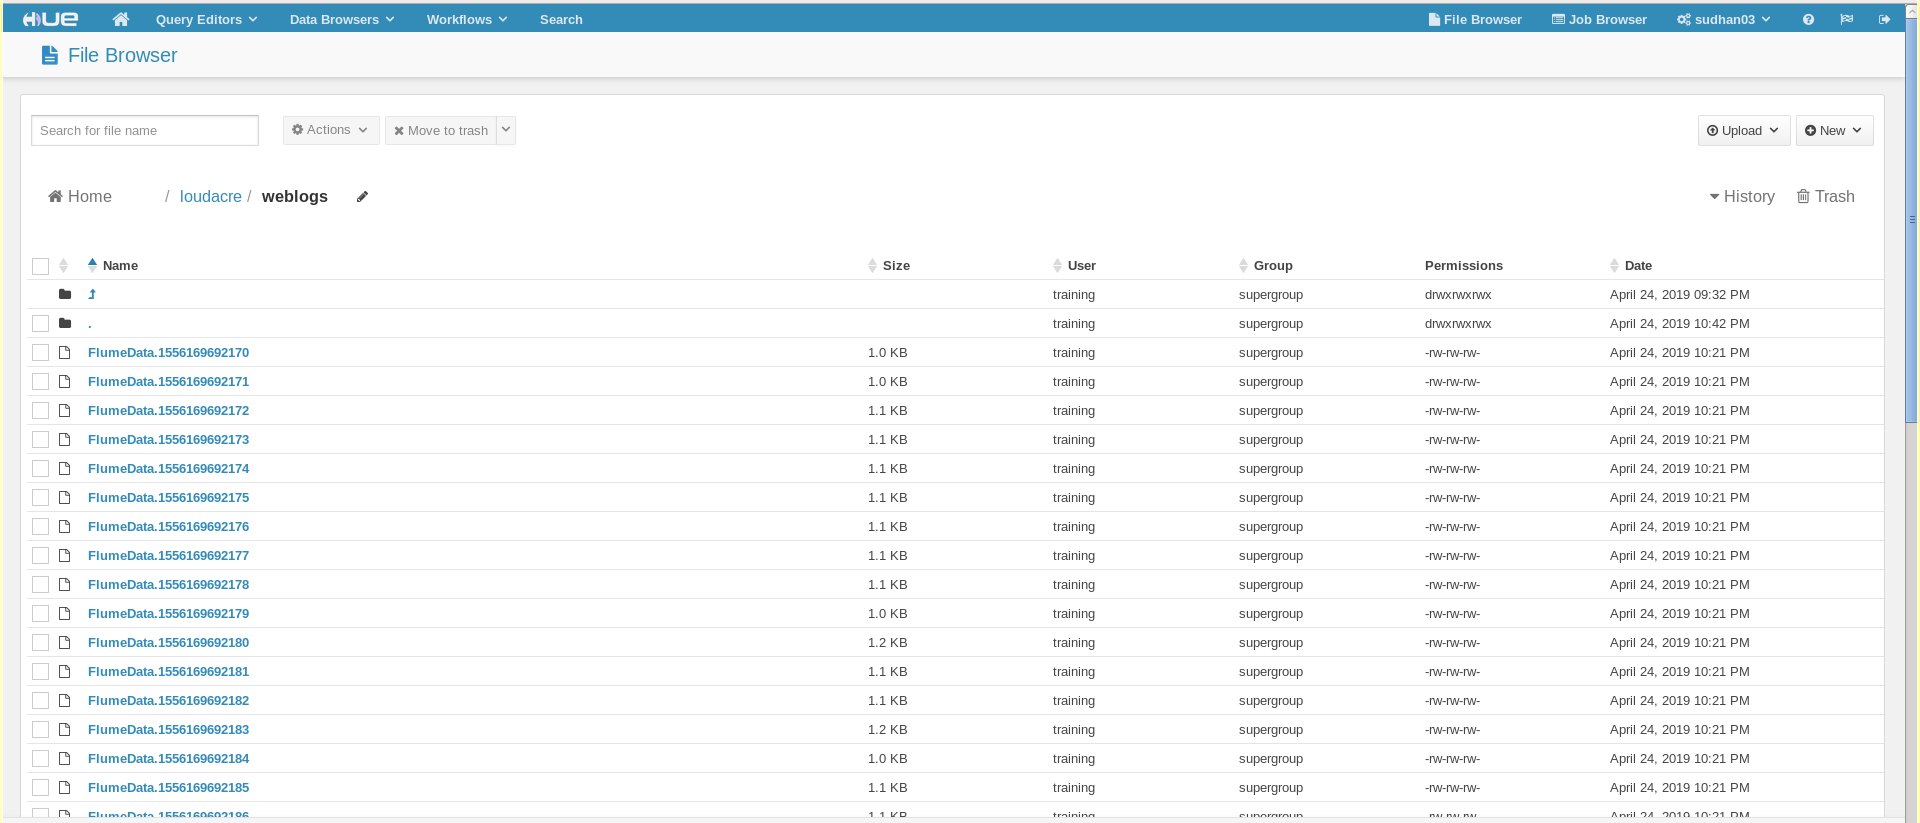 HUE Query Editors Data Browsers Workflows Search File Browser Job Browser sudhan03
File Browser
Search for file name Actions Move to trash Upload New
Home / loudacre / weblogs History Trash
Name Size User Group Permissions Date
training supergroup drwxrwxrwx April 24, 2019 09:32 PM
. training supergroup drwxrwxrwx April 24, 2019 10:42 PM
FlumeData.1556169692170 1.0 KB training supergroup -rw-rw-rw- April 24, 2019 10:21 PM
FlumeData.1556169692171 1.0 KB training supergroup -rw-rw-rw- April 24, 2019 10:21 PM
FlumeData.1556169692172 1.1 KB training supergroup -rw-rw-rw- April 24, 2019 10:21 PM
FlumeData.1556169692173 1.1 KB training supergroup -rw-rw-rw- April 24, 2019 10:21 PM
FlumeData.1556169692174 1.1 KB training supergroup -rw-rw-rw- April 24, 2019 10:21 PM
FlumeData.1556169692175 1.1 KB training supergroup -rw-rw-rw- April 24, 2019 10:21 PM
FlumeData.1556169692176 1.1 KB training supergroup -rw-rw-rw- April 24, 2019 10:21 PM
FlumeData.1556169692177 1.1 KB training supergroup -rw-rw-rw- April 24, 2019 10:21 PM
FlumeData.1556169692178 1.1 KB training supergroup -rw-rw-rw- April 24, 2019 10:21 PM
FlumeData.1556169692179 1.0 KB training supergroup -rw-rw-rw- April 24, 2019 10:21 PM
FlumeData.1556169692180 1.2 KB training supergroup -rw-rw-rw- April 24, 2019 10:21 PM
FlumeData.1556169692181 1.1 KB training supergroup -rw-rw-rw- April 24, 2019 10:21 PM
FlumeData.1556169692182 1.1 KB training supergroup -rw-rw-rw- April 24, 2019 10:21 PM
FlumeData.1556169692183 1.2 KB training supergroup -rw-rw-rw- April 24, 2019 10:21 PM
FlumeData.1556169692184 1.0 KB training supergroup -rw-rw-rw- April 24, 2019 10:21 PM
FlumeData.1556169692185 1.1 KB training supergroup -rw-rw-rw- April 24, 2019 10:21 PM
FlumeData.1556169692186 1.1 KB training supergroup -rw-rw-rw- April 24, 2019 10:21 PM